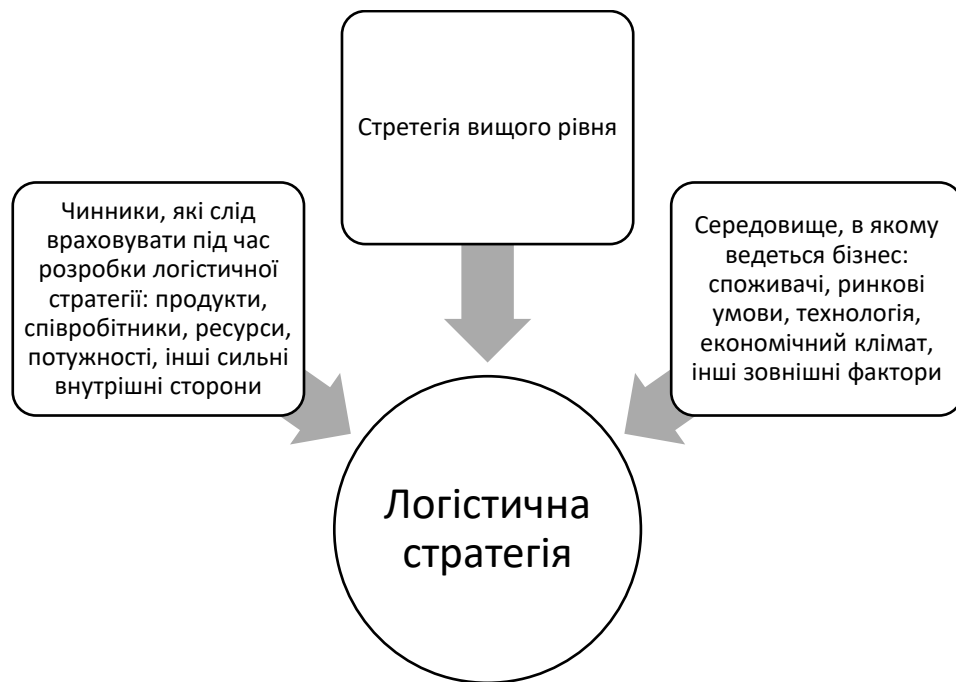 Стретегія вищого рівня
Чинники, які слід
враховувати під час
розробки логістичної
стратегії: продукти,
співробітники, ресурси,
потужності, інші сильні
внутрішні сторони
Середовище, в якому
ведеться бізнес:
споживачі, ринкові
умови, технологія,
економічний клімат,
інші зовнішні фактори
Логістична
стратегія